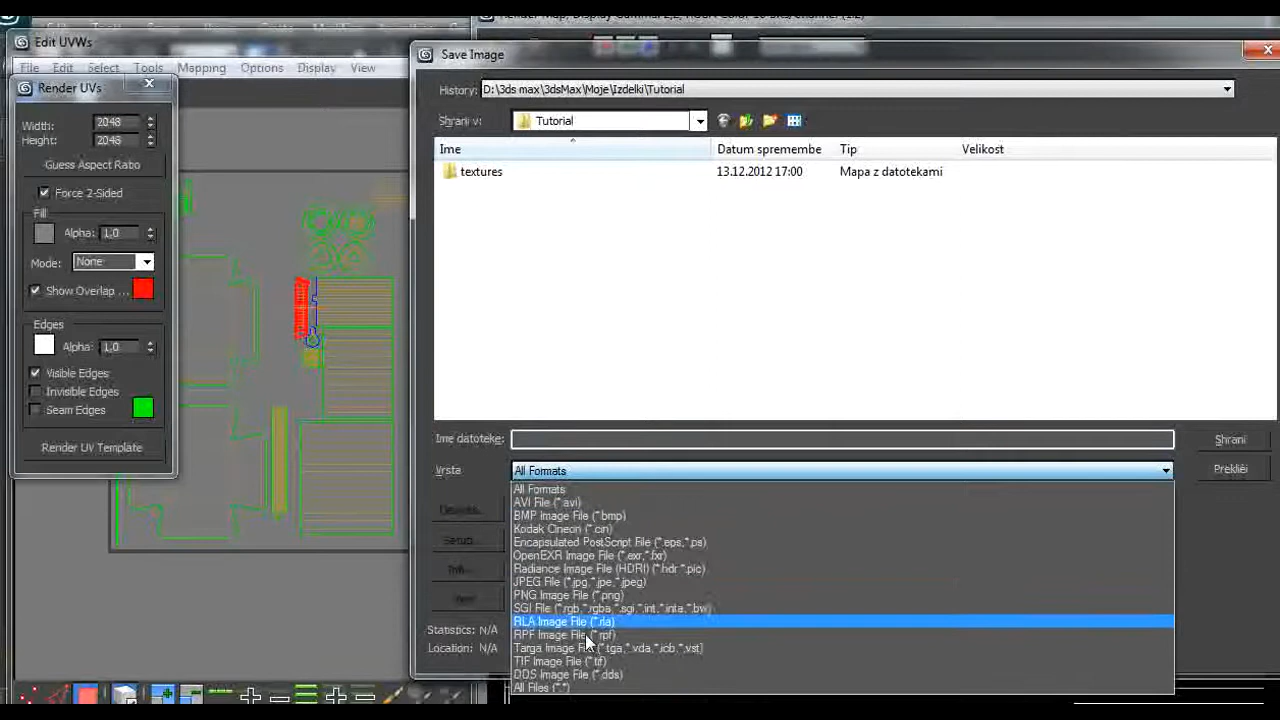 Edit UVWs
File Edit Select Tools Mapping Options Display View
Render UVs
Width: 2048
Height: 2048
Guess Aspect Ratio
Force 2-Sided
Fill
Alpha: 1,0
Mode: None
Show Overlap ...
Edges
Alpha: 1,0
Visible Edges
Invisible Edges
Seam Edges
Render UV Template
Save Image
History: D:\3ds max\3dsMax\Moje\Izdelki\Tutorial
Shrani v: Tutorial
Ime Datum spremembe Tip Velikost
textures 13.12.2012 17:00 Mapa z datotekami
Ime datoteke: Shrani
Vrsta All Formats Prekliči
All Formats
AVI File (*.avi)
BMP Image File (*.bmp)
Kodak Cineon (*.cin)
Encapsulated PostScript File (*.eps,*.ps)
OpenEXR Image File (*.exr,*.fxr)
Radiance Image File (HDRI) (*.hdr,*.pic)
JPEG File (*.jpg,*.jpe,*.jpeg)
PNG Image File (*.png)
SGI File (*.rgb,*.rgba,*.sgi,*.int,*.inta,*.bw)
RLA Image File (*.rla)
RPF Image File (*.rpf)
Targa Image File (*.tga,*.vda,*.icb,*.vst)
TIF Image File (*.tif)
DDS Image File (*.dds)
All Files (*.*)
Devices...
Setup...
Info...
View
Statistics: N/A
Location: N/A